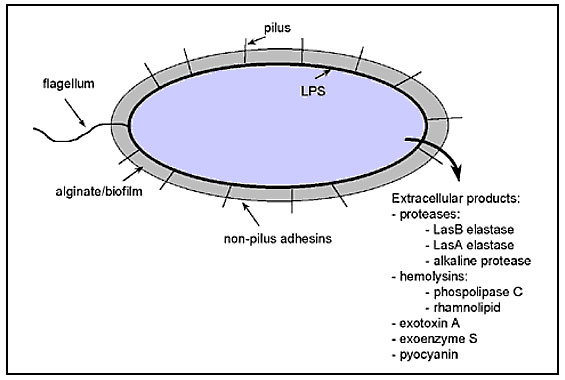 pilus
flagellum
LPS
alginate/biofilm
non-pilus adhesins
Extracellular products:
- proteases:
- LasB elastase
- LasA elastase
- alkaline protease
- hemolysins:
- phospolipase C
- rhamnolipid
- exotoxin A
- exoenzyme S
- pyocyanin